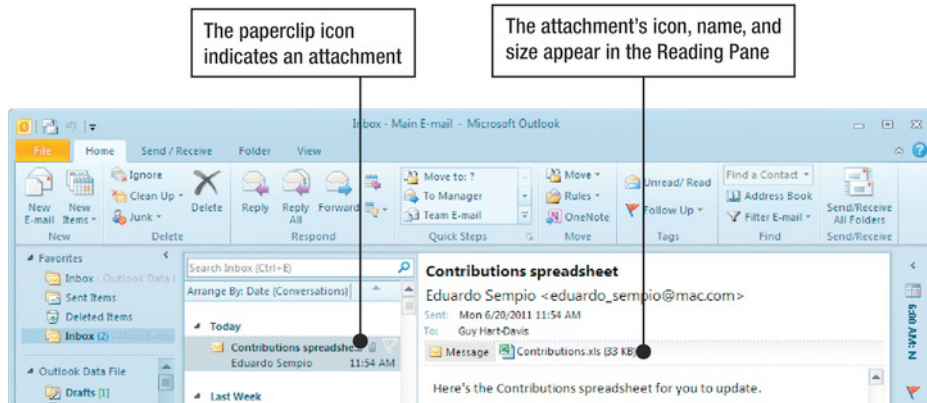 The paperclip icon
indicates an attachment
The attachment's icon, name, and
size appear in the Reading Pane
Inbox - Main E-mail - Microsoft Outlook
File Home Send / Receive Folder View
New E-mail
New Items
New
Ignore
Clean Up
Junk
Delete
Delete
Reply
Reply All
Forward
Respond
Move to: ?
To Manager
Team E-mail
Quick Steps
Move
Rules
OneNote
Move
Unread/ Read
Follow Up
Tags
Find a Contact
Address Book
Filter E-mail
Find
Send/Receive
All Folders
Send/Receive
Favorites
Inbox - Outlook Data
Sent Items
Deleted Items
Inbox (2)
Outlook Data File
Drafts [1]
Search Inbox (Ctrl+E)
Arrange By: Date (Conversations)
Today
Contributions spreadshe...
Eduardo Sempio 11:54 AM
Last Week
Contributions spreadsheet
Eduardo Sempio <eduardo_sempio@mac.com>
Sent: Mon 6/20/2011 11:54 AM
To: Guy Hart-Davis
Message Contributions.xls (33 KB)
Here's the Contributions spreadsheet for you to update.
6:00 AM: N